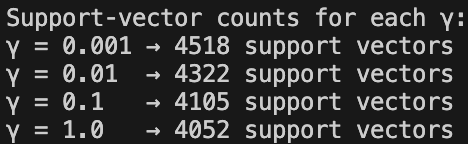 Support-vector counts for each γ:
γ = 0.001 → 4518 support vectors
γ = 0.01  → 4322 support vectors
γ = 0.1   → 4105 support vectors
γ = 1.0   → 4052 support vectors